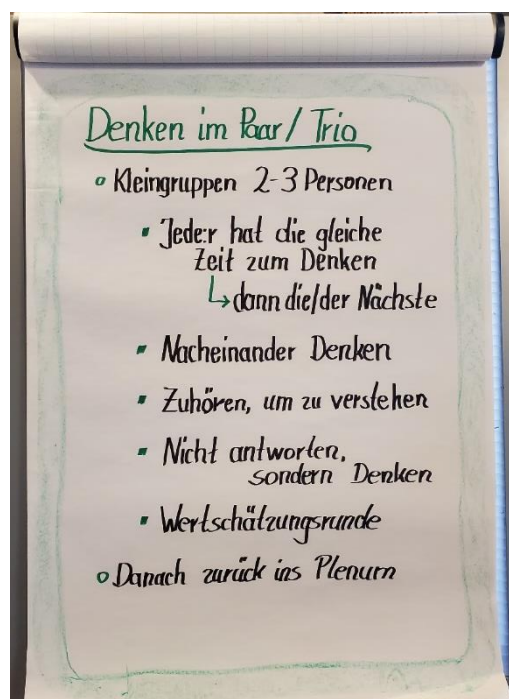 Denken im Paar / Trio
Kleingruppen 2-3 Personen
Jede:r hat die gleiche
Zeit zum Denken
↳ dann die/der Nächste
Nacheinander Denken
Zuhören, um zu verstehen
Nicht antworten,
sondern Denken
Wertschätzungsrunde
Danach zurück ins Plenum